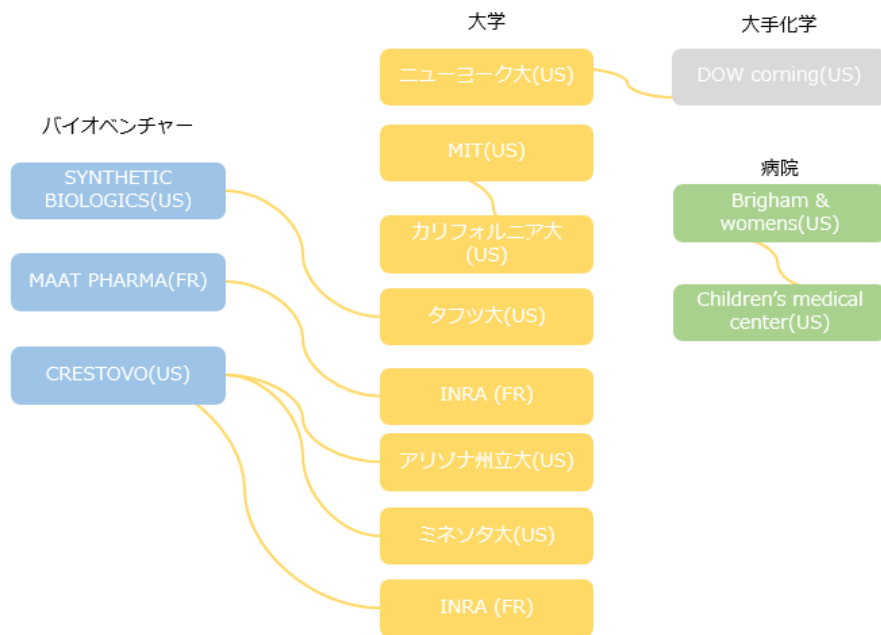 大学
大手化学
ニューヨーク大(US)
DOW corning(US)
バイオベンチャー
MIT(US)
病院
SYNTHETIC
BIOLOGICS(US)
Brigham &
womens(US)
カリフォルニア大
(US)
MAAT PHARMA(FR)
タフツ大(US)
Children's medical
center(US)
CRESTOVO(US)
INRA (FR)
アリゾナ州立大(US)
ミネソタ大(US)
INRA (FR)